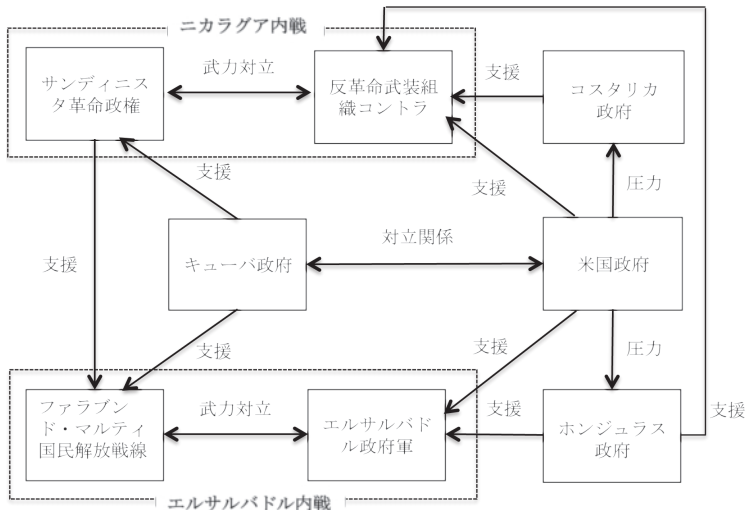 ニカラグア内戦
サンディニス
タ革命政権
武力対立
反革命武装組
織コントラ
支援
コスタリカ
政府
支援
支援
圧力
支援
キューバ政府
対立関係
米国政府
支援
支援
圧力
ファラブン
ド・マルティ
国民解放戦線
武力対立
エルサルバド
ル政府軍
支援
ホンジュラス
政府
支援
エルサルバドル内戦